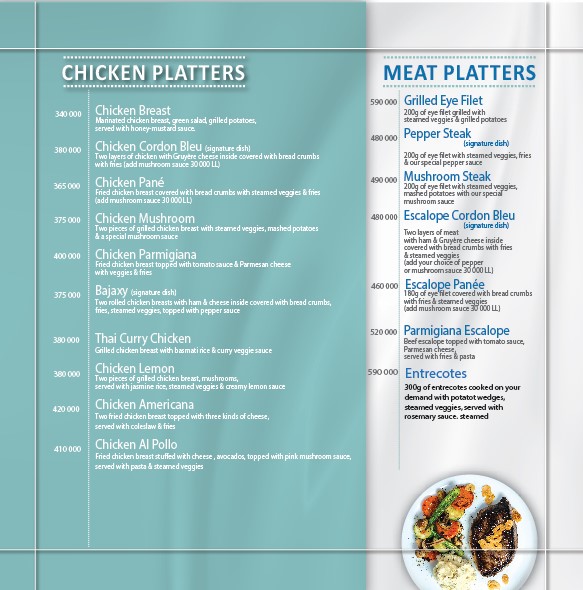 CHICKEN PLATTERS
340 000 Chicken Breast
Marinated chicken breast, green salad, grilled potatoes,
served with honey-mustard sauce.
380 000 Chicken Cordon Bleu (signature dish)
Two layers of chicken with Gruyère cheese inside covered with bread crumbs
with fries (add mushroom sauce 30 000 LL)
365 000 Chicken Pané
Fried chicken breast covered with bread crumbs with steamed veggies & fries
(add mushroom sauce 30 000 LL)
375 000 Chicken Mushroom
Two pieces of grilled chicken breast with steamed veggies, mashed potatoes
& a special mushroom sauce
400 000 Chicken Parmigiana
Fried chicken breast topped with tomato sauce & Parmesan cheese
with veggies & fries
375 000 Bajaxy (signature dish)
Two rolled chicken breasts with ham & cheese inside covered with bread crumbs,
fries, steamed veggies, topped with pepper sauce
380 000 Thai Curry Chicken
Grilled chicken breast with basmati rice & curry veggie sauce
380 000 Chicken Lemon
Two pieces of grilled chicken breast, mushrooms,
served with jasmine rice, steamed veggies & creamy lemon sauce
420 000 Chicken Americana
Two fried chicken breast topped with three kinds of cheese,
served with coleslaw & fries
410 000 Chicken Al Pollo
Fried chicken breast stuffed with cheese , avocados, topped with pink mushroom sauce,
served with pasta & steamed veggies
MEAT PLATTERS
590 000 Grilled Eye Filet
200g of eye filet grilled with
steamed veggies & grilled potatoes
480 000 Pepper Steak
(signature dish)
200g of eye filet with steamed veggies, fries
& our special pepper sauce
490 000 Mushroom Steak
200g of eye filet with steamed veggies,
mashed potatoes with our special
mushroom sauce
480 000 Escalope Cordon Bleu
(signature dish)
Two layers of meat
with ham & Gruyère cheese inside
covered with bread crumbs with fries
& steamed veggies
(add your choice of pepper
or mushroom sauce 30 000 LL)
460 000 Escalope Panée
180g of eye filet covered with bread crumbs
with fries & steamed veggies
(add mushroom sauce 30 000 LL)
520 000 Parmigiana Escalope
Beef escalope topped with tomato sauce,
Parmesan cheese,
served with fries & pasta
590 000 Entrecotes
300g of entrecotes cooked on your
demand with potatot wedges,
steamed veggies, served with
rosemary sauce. steamed